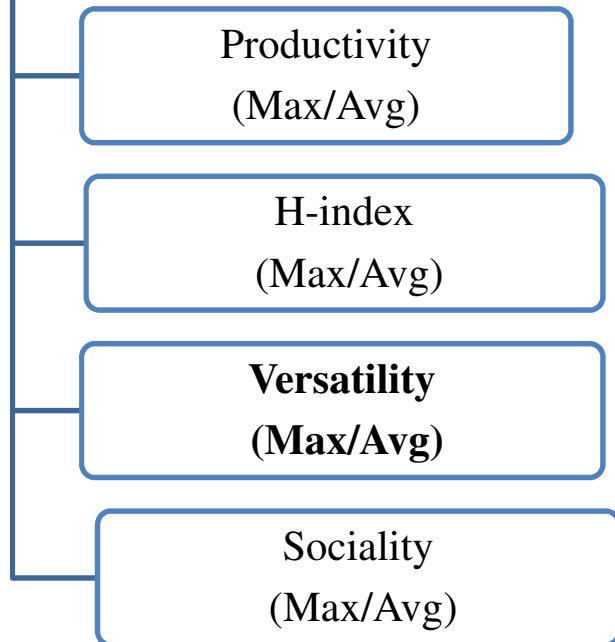 Productivity
(Max/Avg)
H-index
(Max/Avg)
Versatility
(Max/Avg)
Sociality
(Max/Avg)